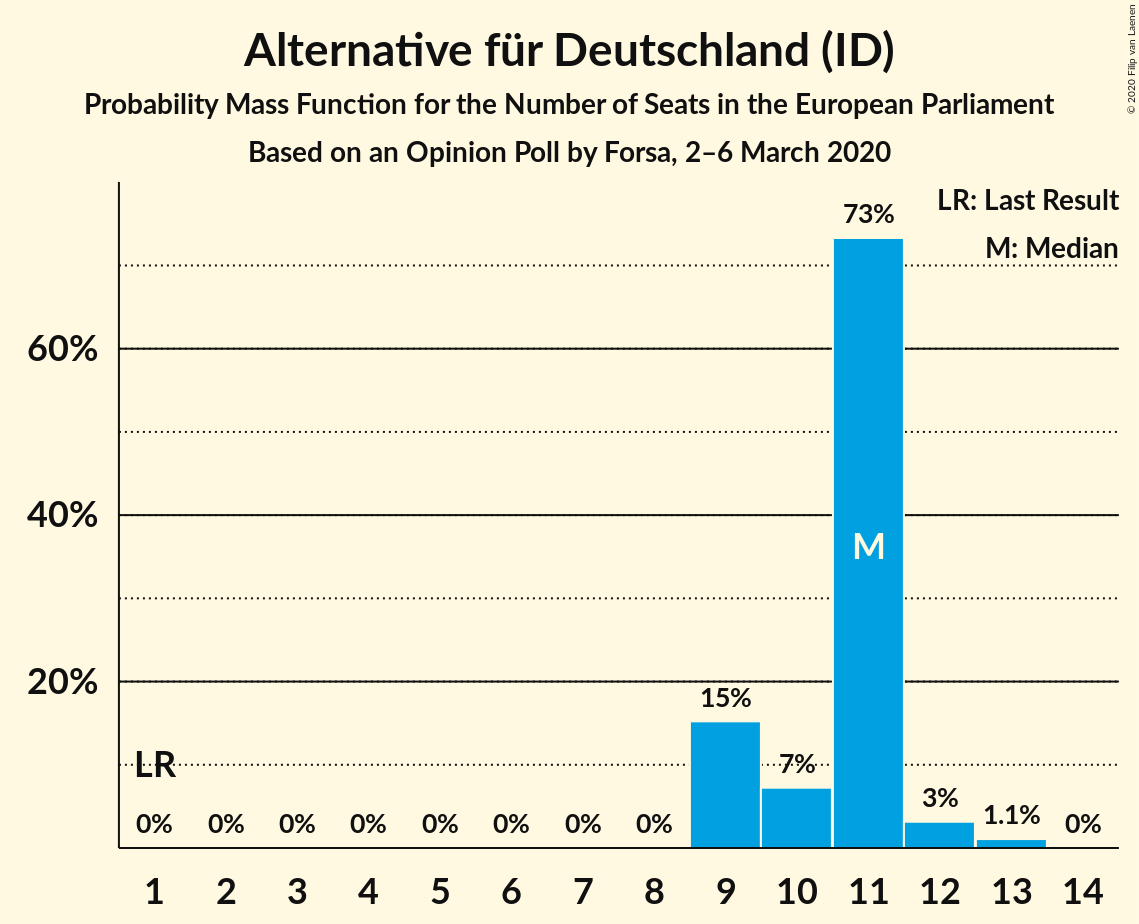 Alternative für Deutschland (ID)
Probability Mass Function for the Number of Seats in the European Parliament
Based on an Opinion Poll by Forsa, 2–6 March 2020
© 2020 Filip van Laenen
LR: Last Result
M: Median
73%
60%
40%
M
20%
15%
LR
7%
3%
1.1%
0% 0% 0% 0% 0% 0% 0% 0% 0%
1 2 3 4 5 6 7 8 9 10 11 12 13 14